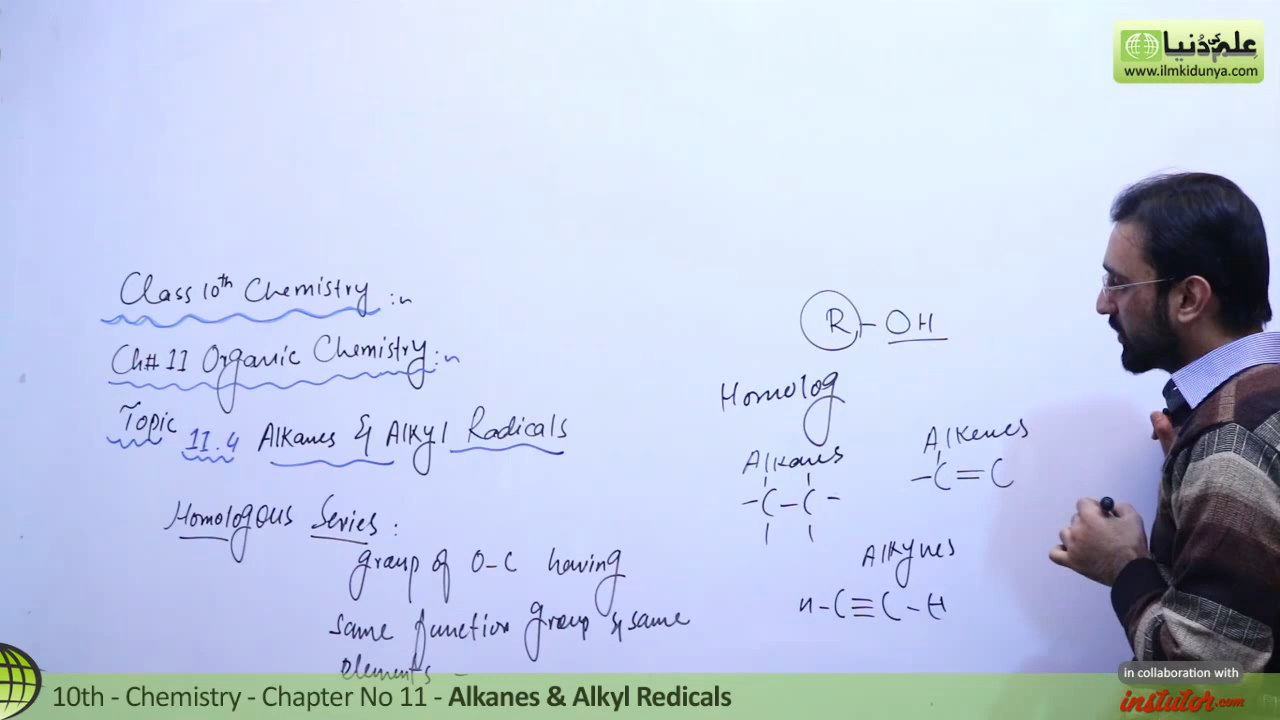 علم کی دُنیا
www.ilmkidunya.com
Class 10th Chemistry :
Ch# 11 Organic Chemistry :
Topic 11.4 Alkanes & Alkyl Radicals
Homologous Series :
group of O-C having
same function group & same
elements -
R-OH
Homolog
Alkanes
-C-C-
Alkenes
-C=C
Alkynes
H-C≡C-H
in collaboration with
instutor.com
10th - Chemistry - Chapter No 11 - Alkanes & Alkyl Redicals